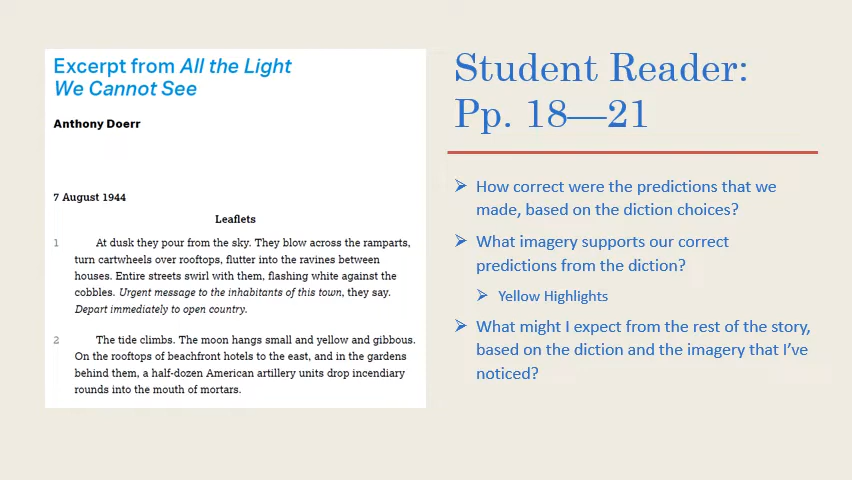 Excerpt from All the Light
We Cannot See
Anthony Doerr
7 August 1944
Leaflets
1 At dusk they pour from the sky. They blow across the ramparts,
turn cartwheels over rooftops, flutter into the ravines between
houses. Entire streets swirl with them, flashing white against the
cobbles. Urgent message to the inhabitants of this town, they say.
Depart immediately to open country.
2 The tide climbs. The moon hangs small and yellow and gibbous.
On the rooftops of beachfront hotels to the east, and in the gardens
behind them, a half-dozen American artillery units drop incendiary
rounds into the mouth of mortars.
Student Reader:
Pp. 18—21
➢ How correct were the predictions that we
made, based on the diction choices?
➢ What imagery supports our correct
predictions from the diction?
➢ Yellow Highlights
➢ What might I expect from the rest of the story,
based on the diction and the imagery that I've
noticed?